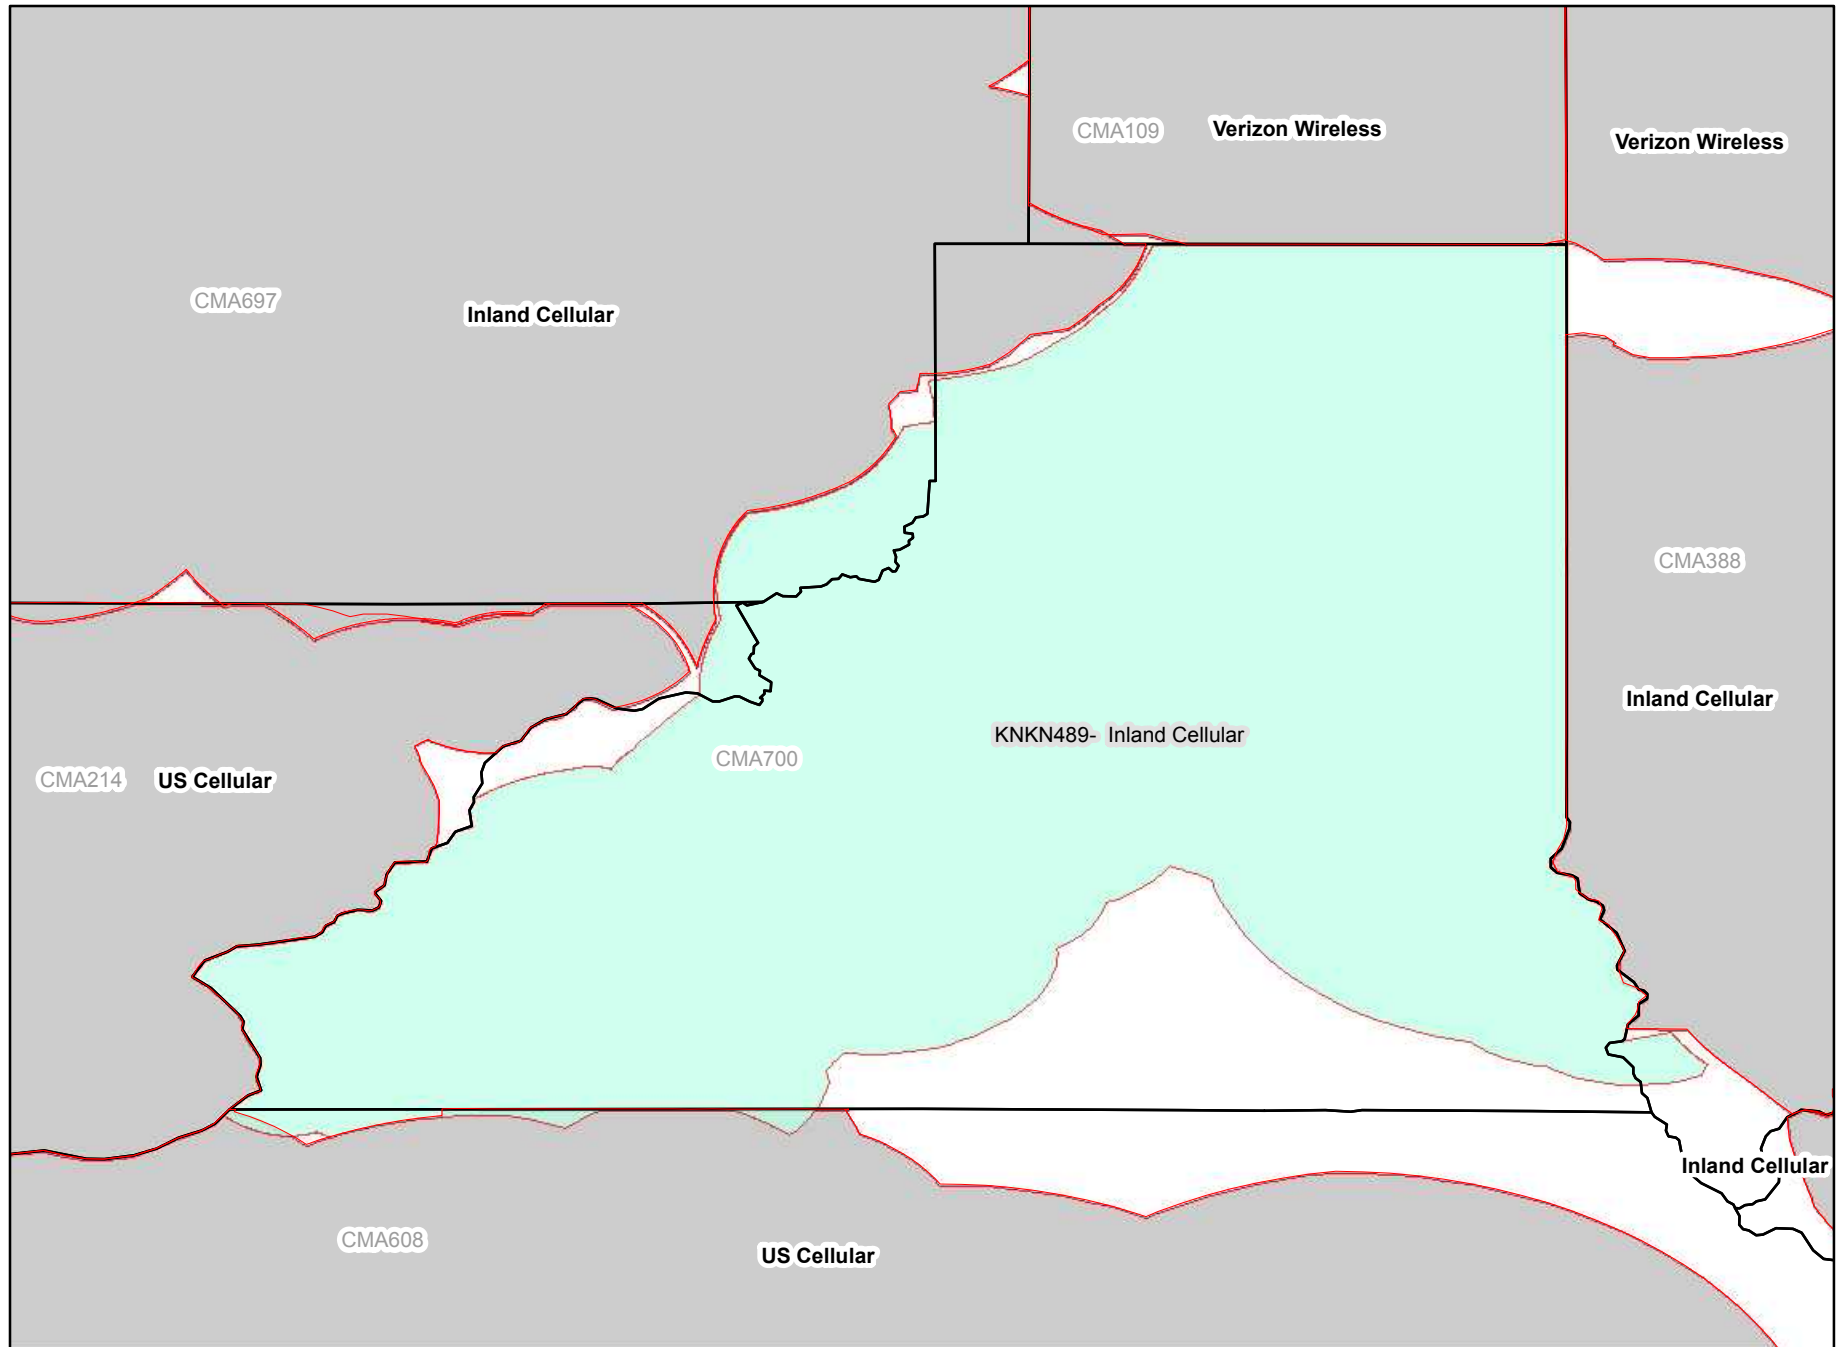 CMA109
Verizon Wireless
Verizon Wireless
CMA697
Inland Cellular
CMA388
Inland Cellular
KNKN489- Inland Cellular
CMA700
CMA214
US Cellular
Inland Cellular
CMA608
US Cellular